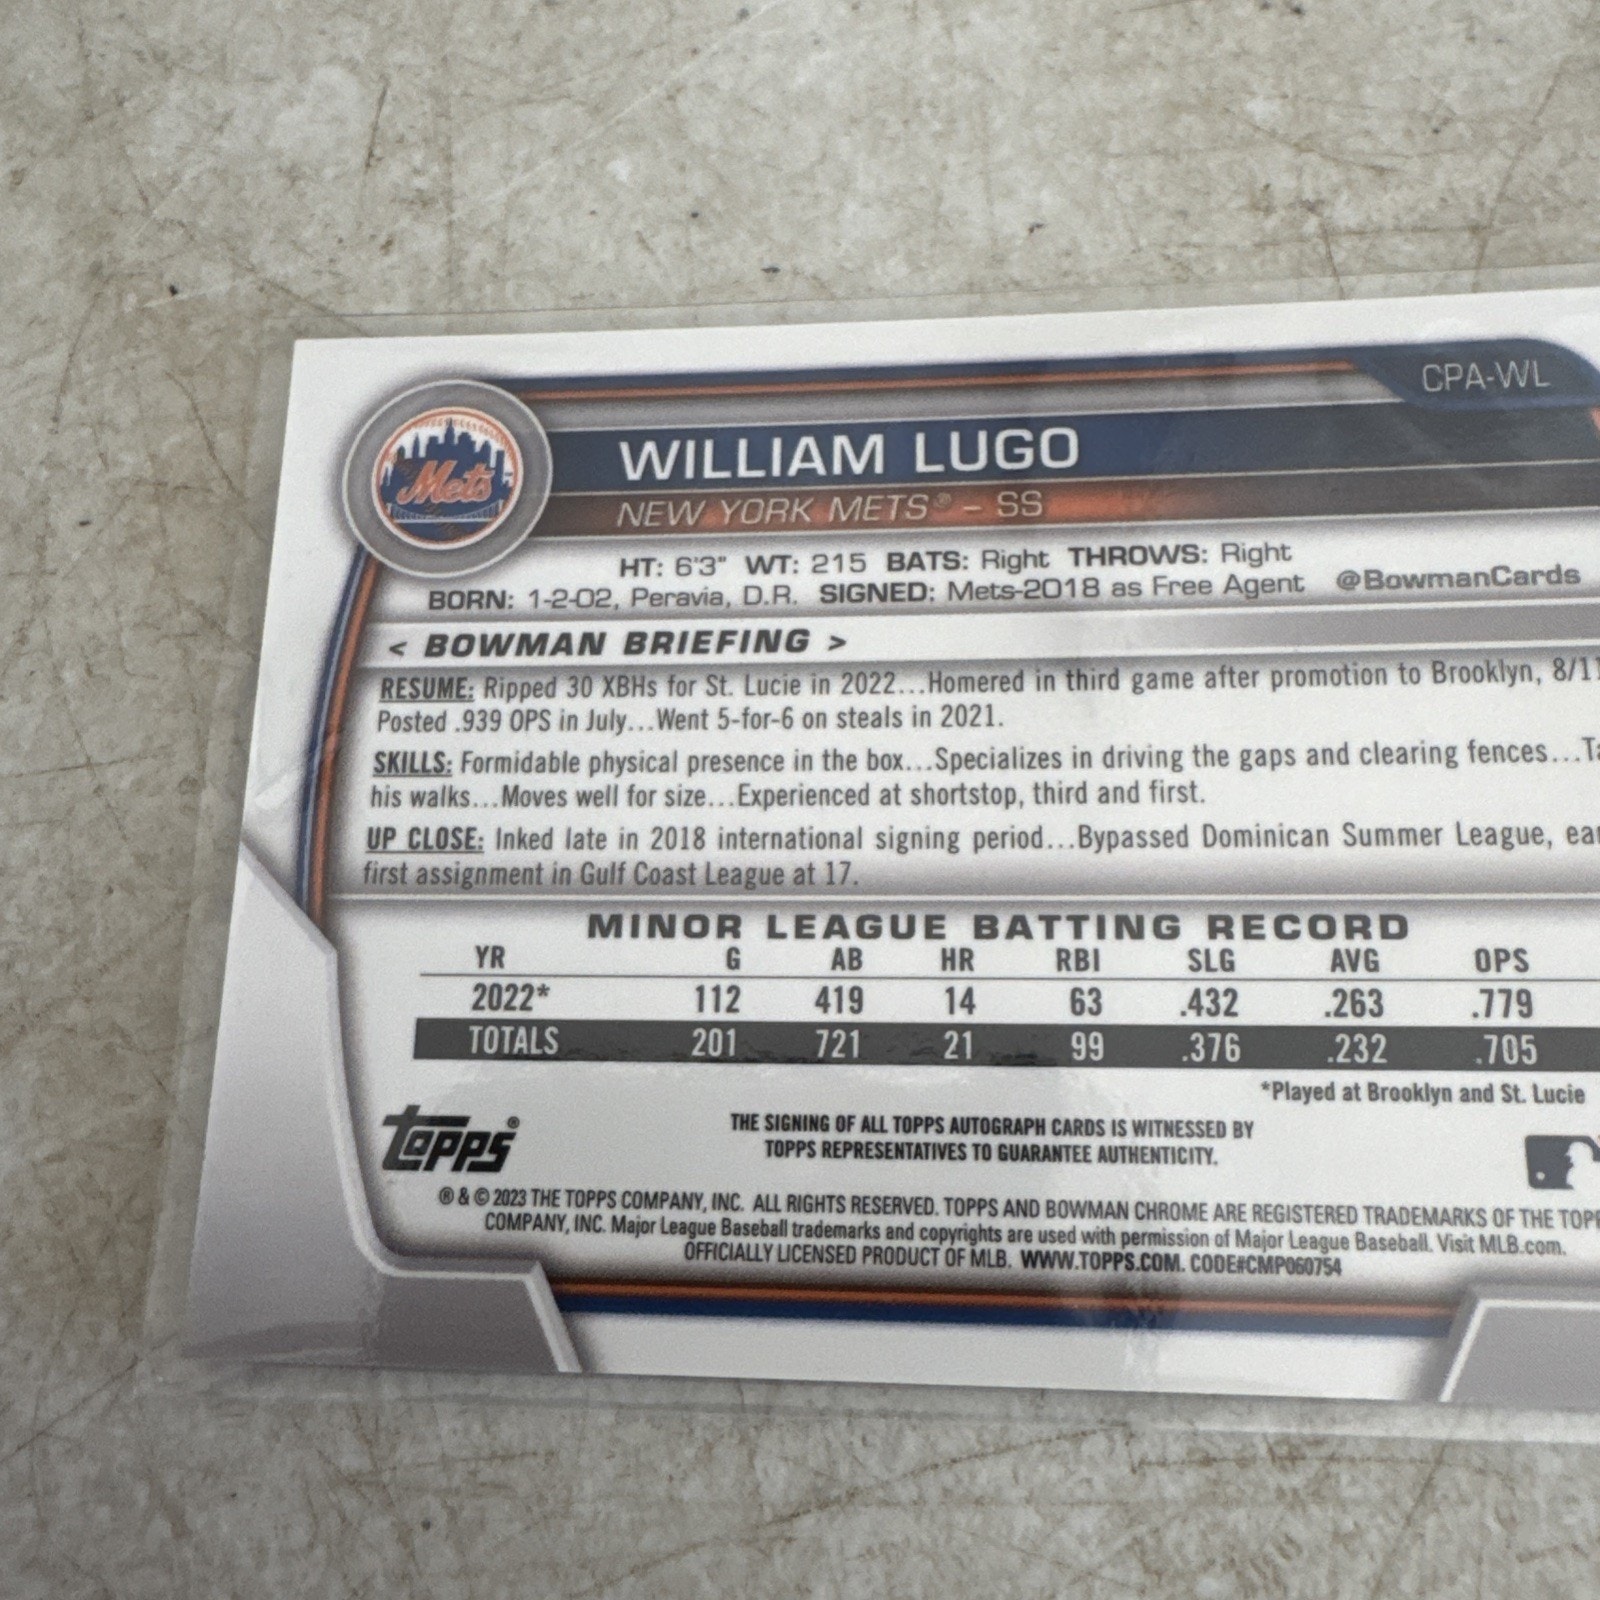 CPA-WL
Mets
WILLIAM LUGO
NEW YORK METS® – SS
HT: 6'3" WT: 215 BATS: Right THROWS: Right
BORN: 1-2-02, Peravia, D.R. SIGNED: Mets-2018 as Free Agent @BowmanCards
< BOWMAN BRIEFING >
RESUME: Ripped 30 XBHs for St. Lucie in 2022...Homered in third game after promotion to Brooklyn, 8/11
Posted .939 OPS in July...Went 5-for-6 on steals in 2021.
SKILLS: Formidable physical presence in the box...Specializes in driving the gaps and clearing fences...
his walks...Moves well for size...Experienced at shortstop, third and first.
UP CLOSE: Inked late in 2018 international signing period...Bypassed Dominican Summer League,
first assignment in Gulf Coast League at 17.
MINOR LEAGUE BATTING RECORD
YR G AB HR RBI SLG AVG OPS
2022* 112 419 14 63 .432 .263 .779
TOTALS 201 721 21 99 .376 .232 .705
*Played at Brooklyn and St. Lucie
THE SIGNING OF ALL TOPPS AUTOGRAPH CARDS IS WITNESSED BY
TOPPS REPRESENTATIVES TO GUARANTEE AUTHENTICITY.
Topps®
® & © 2023 THE TOPPS COMPANY, INC. ALL RIGHTS RESERVED. TOPPS AND BOWMAN CHROME ARE REGISTERED TRADEMARKS OF THE TOPP
COMPANY, INC. Major League Baseball trademarks and copyrights are used with permission of Major League Baseball. Visit MLB.com.
OFFICIALLY LICENSED PRODUCT OF MLB. WWW.TOPPS.COM. CODE#CMP060754